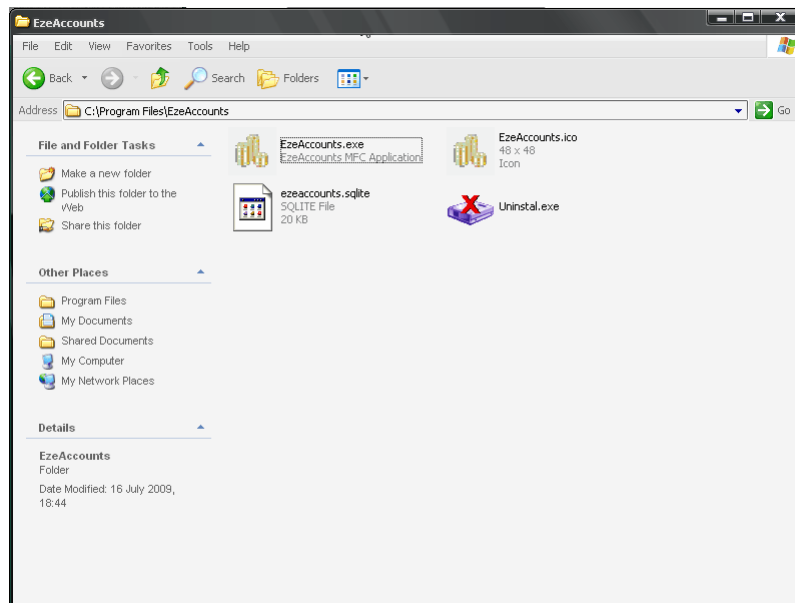 EzeAccounts
File Edit View Favorites Tools Help
Back Search Folders
Address C:\Program Files\EzeAccounts Go
File and Folder Tasks
Make a new folder
Publish this folder to the
Web
Share this folder
Other Places
Program Files
My Documents
Shared Documents
My Computer
My Network Places
Details
EzeAccounts
Folder
Date Modified: 16 July 2009,
18:44
EzeAccounts.exe
EzeAccounts MFC Application
EzeAccounts.ico
48 x 48
Icon
ezeaccounts.sqlite
SQLITE File
20 KB
Uninstal.exe